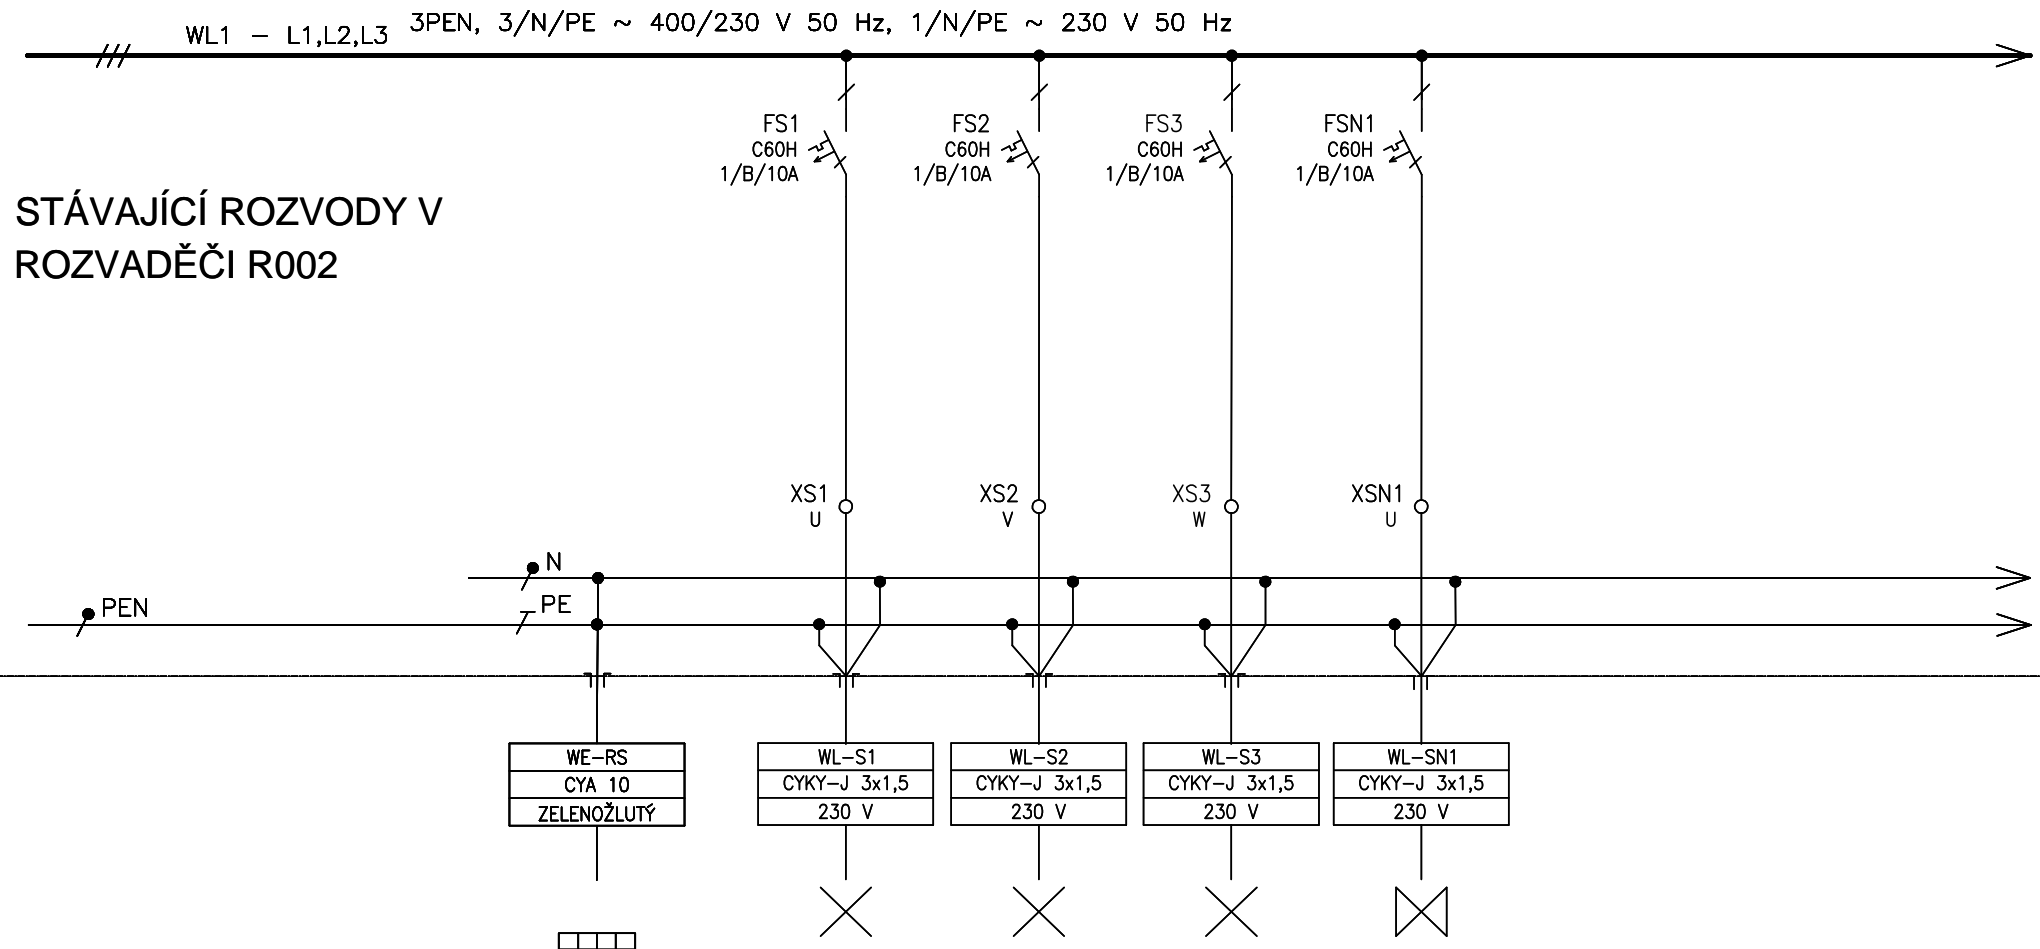 WL1 – L1,L2,L3 3PEN, 3/N/PE ~ 400/230 V 50 Hz, 1/N/PE ~ 230 V 50 Hz
FS1
C60H
1/B/10A
FS2
C60H
1/B/10A
FS3
C60H
1/B/10A
FSN1
C60H
1/B/10A
STÁVAJÍCÍ ROZVODY V
ROZVADĚČI R002
XS1
U
XS2
V
XS3
W
XSN1
U
N
PE
PEN
WE–RS
CYA 10
ZELENOŽLUTÝ
WL–S1
CYKY–J 3x1,5
230 V
WL–S2
CYKY–J 3x1,5
230 V
WL–S3
CYKY–J 3x1,5
230 V
WL–SN1
CYKY–J 3x1,5
230 V